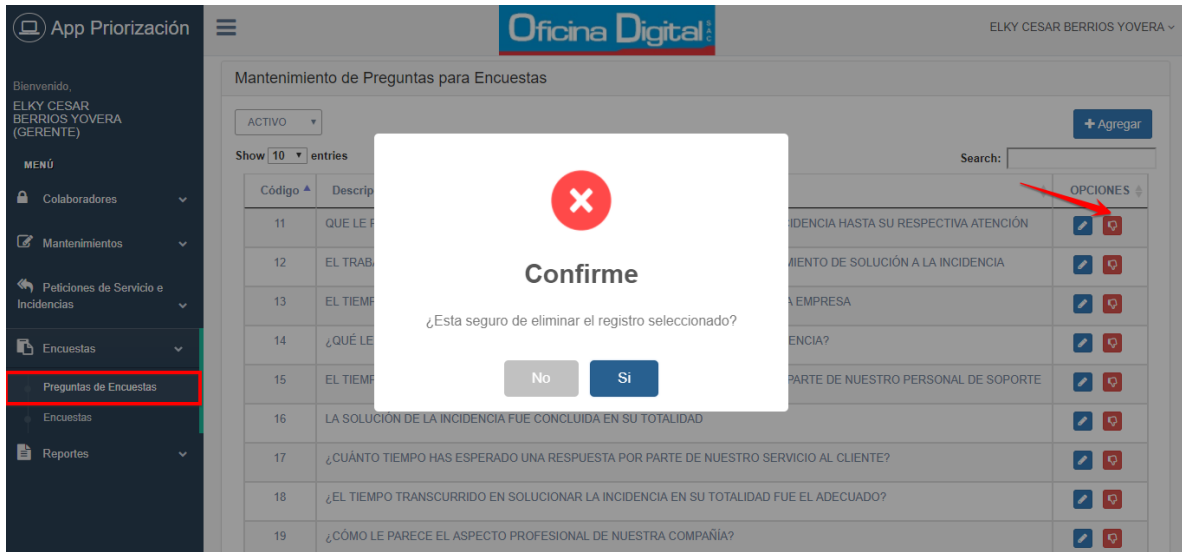 App Priorización
Oficina Digital SAC
ELKY CESAR BERRIOS YOVERA
Bienvenido,
ELKY CESAR
BERRIOS YOVERA
(GERENTE)
MENÚ
Colaboradores
Mantenimientos
Peticiones de Servicio e
Incidencias
Encuestas
Preguntas de Encuestas
Encuestas
Reportes
Mantenimiento de Preguntas para Encuestas
ACTIVO
+ Agregar
Show 10 entries
Search:
Código Descrip OPCIONES
11 QUE LE CIDENCIA HASTA SU RESPECTIVA ATENCIÓN
12 EL TRABA MIENTO DE SOLUCIÓN A LA INCIDENCIA
13 EL TIEMP A EMPRESA
14 ¿QUÉ LE ENCIA?
15 EL TIEMP PARTE DE NUESTRO PERSONAL DE SOPORTE
16 LA SOLUCIÓN DE LA INCIDENCIA FUE CONCLUIDA EN SU TOTALIDAD
17 ¿CUÁNTO TIEMPO HAS ESPERADO UNA RESPUESTA POR PARTE DE NUESTRO SERVICIO AL CLIENTE?
18 ¿EL TIEMPO TRANSCURRIDO EN SOLUCIONAR LA INCIDENCIA EN SU TOTALIDAD FUE EL ADECUADO?
19 ¿CÓMO LE PARECE EL ASPECTO PROFESIONAL DE NUESTRA COMPAÑÍA?
Confirme
¿Esta seguro de eliminar el registro seleccionado?
No Si